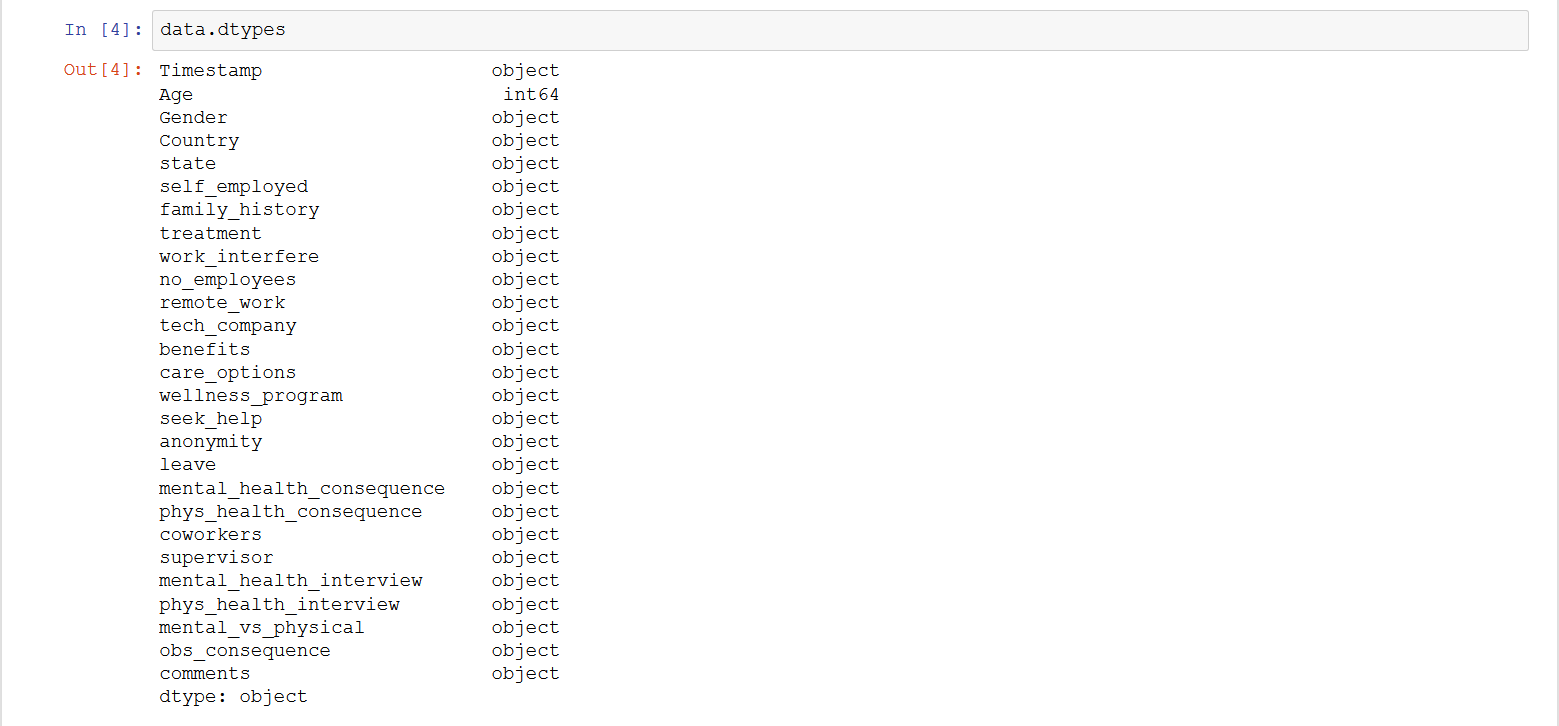 In [4]: data.dtypes
Out[4]: Timestamp object
Age int64
Gender object
Country object
state object
self_employed object
family_history object
treatment object
work_interfere object
no_employees object
remote_work object
tech_company object
benefits object
care_options object
wellness_program object
seek_help object
anonymity object
leave object
mental_health_consequence object
phys_health_consequence object
coworkers object
supervisor object
mental_health_interview object
phys_health_interview object
mental_vs_physical object
obs_consequence object
comments object
dtype: object